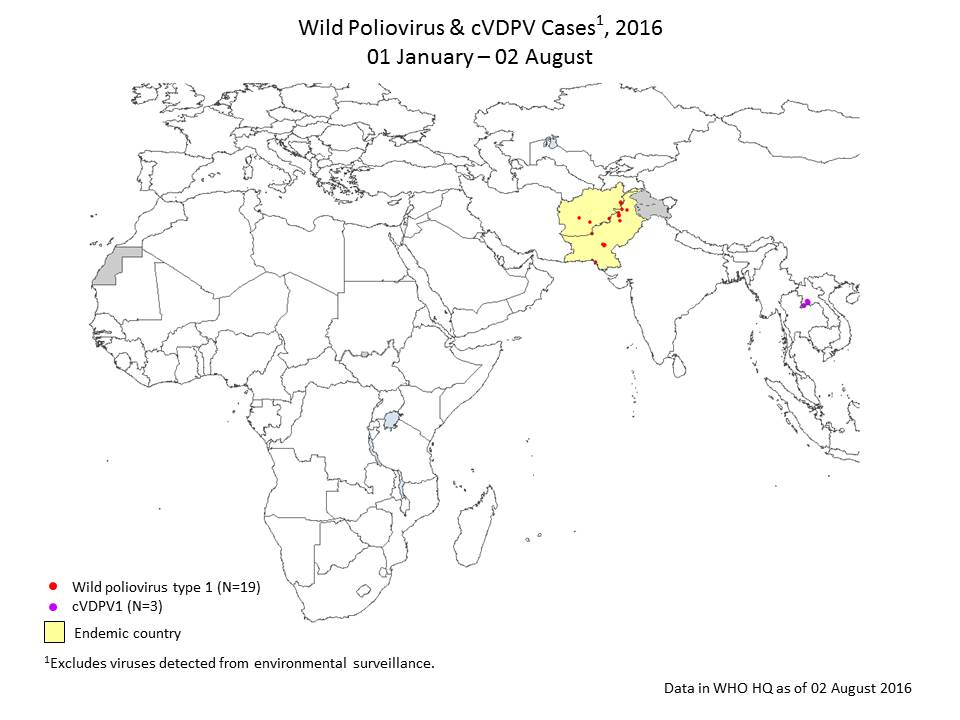 Wild Poliovirus & cVDPV Cases¹, 2016
01 January – 02 August
Wild poliovirus type 1 (N=19)
cVDPV1 (N=3)
Endemic country
¹Excludes viruses detected from environmental surveillance.
Data in WHO HQ as of 02 August 2016